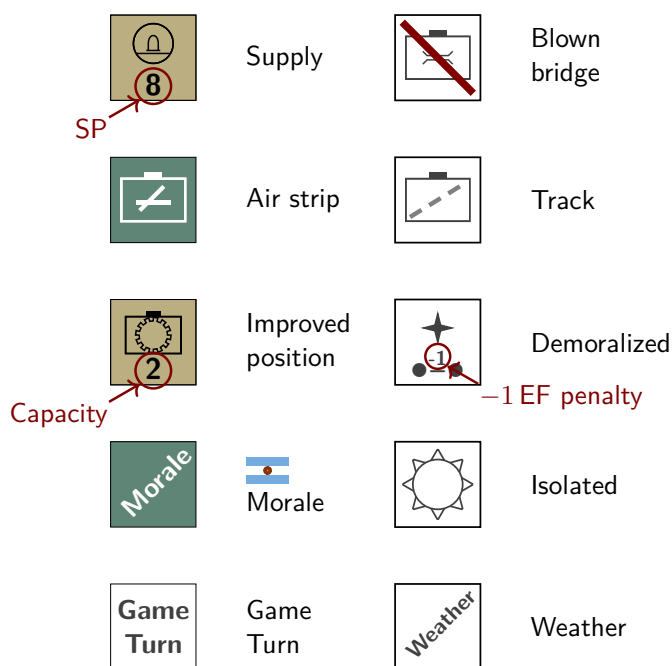 8
Supply
SP
Blown
bridge
Air strip
Track
2
Improved
position
Capacity
-1
Demoralized
−1 EF penalty
Morale
Morale
Isolated
Game
Turn
Game
Turn
Weather
Weather